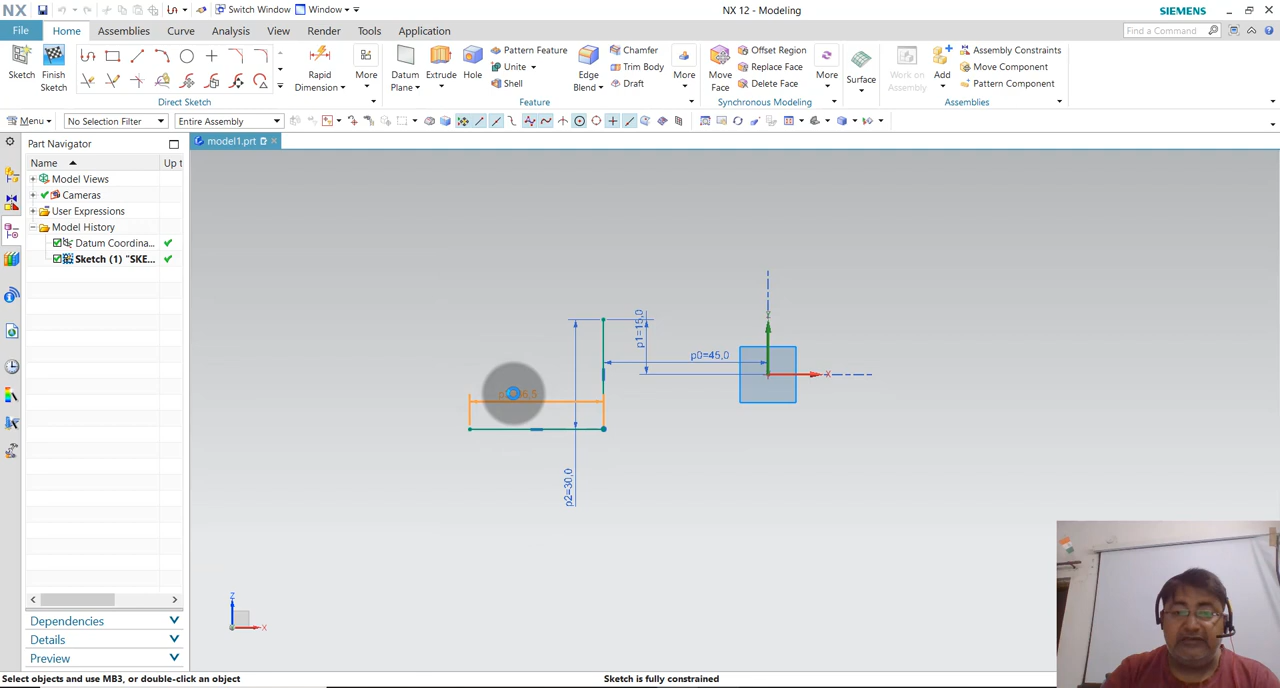 NX
Switch Window
Window
NX 12 - Modeling
SIEMENS
File
Home
Assemblies
Curve
Analysis
View
Render
Tools
Application
Find a Command
Sketch
Finish
Sketch
Direct Sketch
Rapid
Dimension
More
Datum
Plane
Extrude
Hole
Pattern Feature
Unite
Shell
Edge
Blend
Chamfer
Trim Body
Draft
More
Feature
Move
Face
Offset Region
Replace Face
Delete Face
More
Synchronous Modeling
Surface
Work on
Assembly
Add
Assembly Constraints
Move Component
Pattern Component
Assemblies
Menu
No Selection Filter
Entire Assembly
Part Navigator
model1.prt
Name
Up t
Model Views
Cameras
User Expressions
Model History
Datum Coordina...
Sketch (1) "SKE...
Dependencies
Details
Preview
p1=15,0
p0=45,0
p2=30,0
X
Z
X
Select objects and use MB3, or double-click an object
Sketch is fully constrained